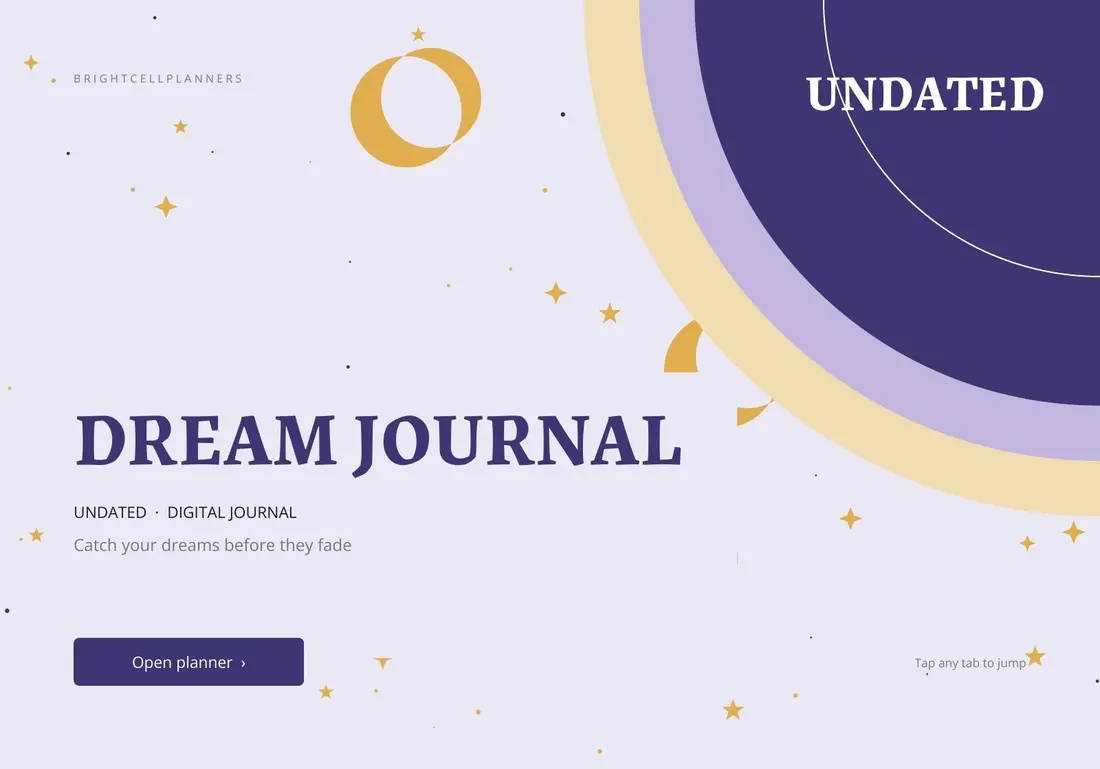 BRIGHTCELLPLANNERS
UNDATED
DREAM JOURNAL
UNDATED · DIGITAL JOURNAL
Catch your dreams before they fade
Open planner ›
Tap any tab to jump